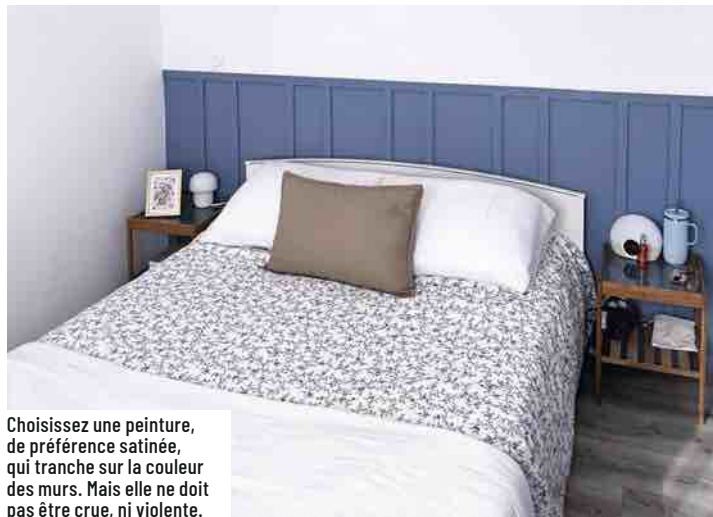 Choisissez une peinture,
de préférence satinée,
qui tranche sur la couleur
des murs. Mais elle ne doit
pas être crue, ni violente.